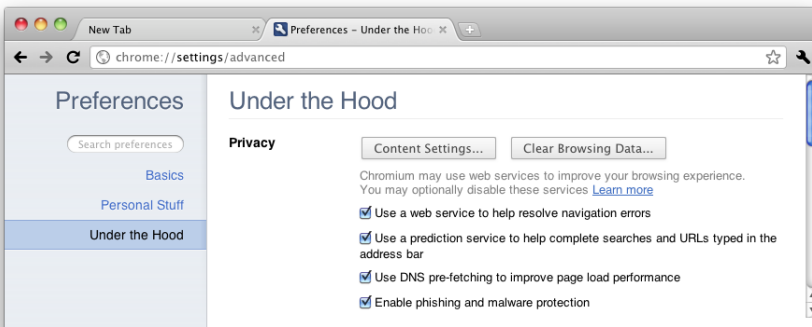 New Tab
Preferences – Under the Hoo
chrome://settings/advanced
Preferences
Search preferences
Basics
Personal Stuff
Under the Hood
Under the Hood
Privacy
Content Settings...
Clear Browsing Data...
Chromium may use web services to improve your browsing experience.
You may optionally disable these services Learn more
Use a web service to help resolve navigation errors
Use a prediction service to help complete searches and URLs typed in the
address bar
Use DNS pre-fetching to improve page load performance
Enable phishing and malware protection